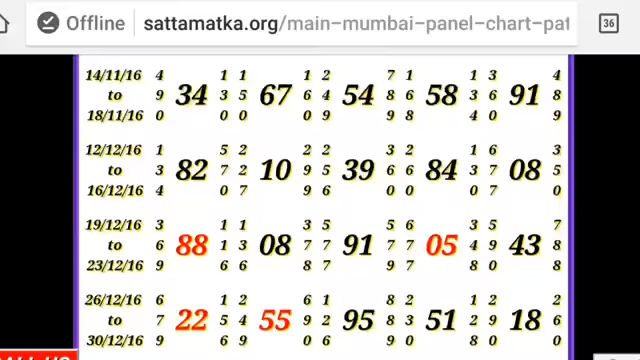 Offline sattamatka.org/main-mumbai-panel-chart-pat 36
14/11/16 4 1 1 1 2 7 1 1 3 4
to 9 34 3 5 67 6 4 54 8 6 58 3 6 91 8
18/11/16 0 0 0 0 9 9 8 4 0 9
12/12/16 1 5 2 2 2 3 2 1 6 3
to 3 82 7 2 10 9 5 39 6 6 84 6 7 08 5
16/12/16 4 0 7 9 6 0 0 7 7 0
19/12/16 3 1 1 3 5 5 6 3 5 7
to 6 88 1 3 08 7 7 91 7 7 05 4 9 43 8
23/12/16 9 6 6 8 7 9 7 8 0 8
26/12/16 6 1 2 6 1 8 2 1 2 2
to 7 22 5 4 55 9 2 95 8 3 51 2 9 18 6
30/12/16 9 6 9 0 6 9 0 8 0 0